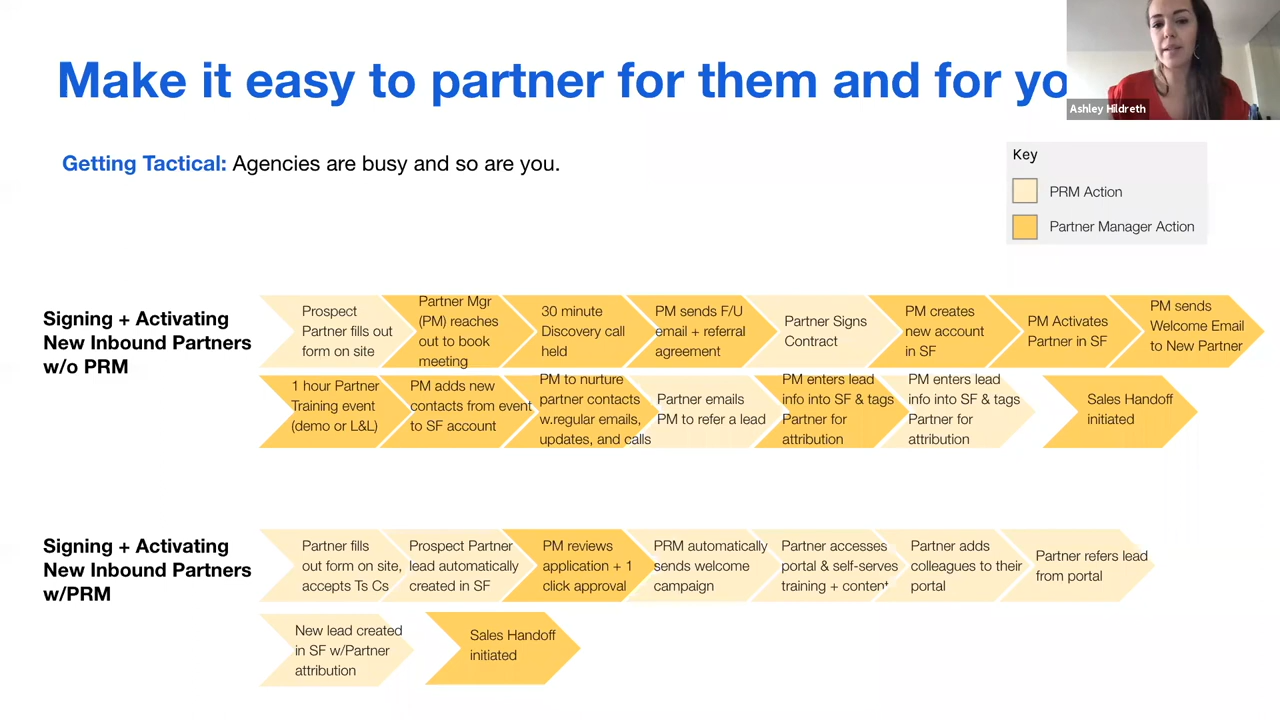 Make it easy to partner for them and for yo
Ashley Hildreth
Getting Tactical: Agencies are busy and so are you.
Key
PRM Action
Partner Manager Action
Signing + Activating
New Inbound Partners
w/o PRM
Prospect
Partner fills out
form on site
Partner Mgr
(PM) reaches
out to book
meeting
30 minute
Discovery call
held
PM sends F/U
email + referral
agreement
Partner Signs
Contract
PM creates
new account
in SF
PM Activates
Partner in SF
PM sends
Welcome Email
to New Partner
1 hour Partner
Training event
(demo or L&L)
PM adds new
contacts from event
to SF account
PM to nurture
partner contacts
w.regular emails,
updates, and calls
Partner emails
PM to refer a lead
PM enters lead
info into SF & tags
Partner for
attribution
PM enters lead
info into SF & tags
Partner for
attribution
Sales Handoff
initiated
Signing + Activating
New Inbound Partners
w/PRM
Partner fills
out form on site,
accepts Ts Cs
Prospect Partner
lead automatically
created in SF
PM reviews
application + 1
click approval
PRM automatically
sends welcome
campaign
Partner accesses
portal & self-serves
training + content
Partner adds
colleagues to their
portal
Partner refers lead
from portal
New lead created
in SF w/Partner
attribution
Sales Handoff
initiated